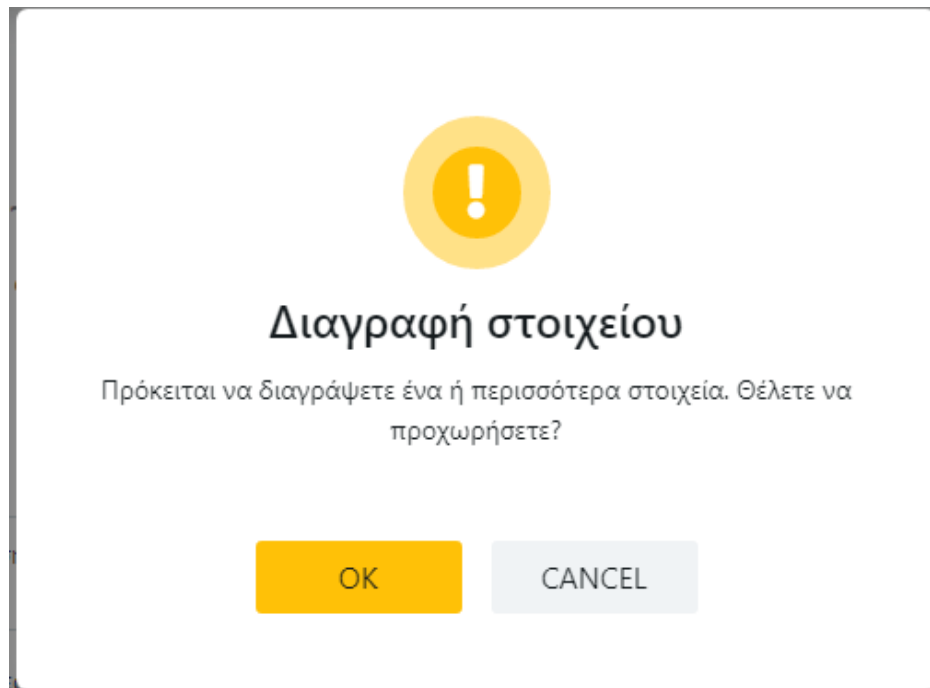 Διαγραφή στοιχείου
Πρόκειται να διαγράψετε ένα ή περισσότερα στοιχεία. Θέλετε να
προχωρήσετε?
OK
CANCEL